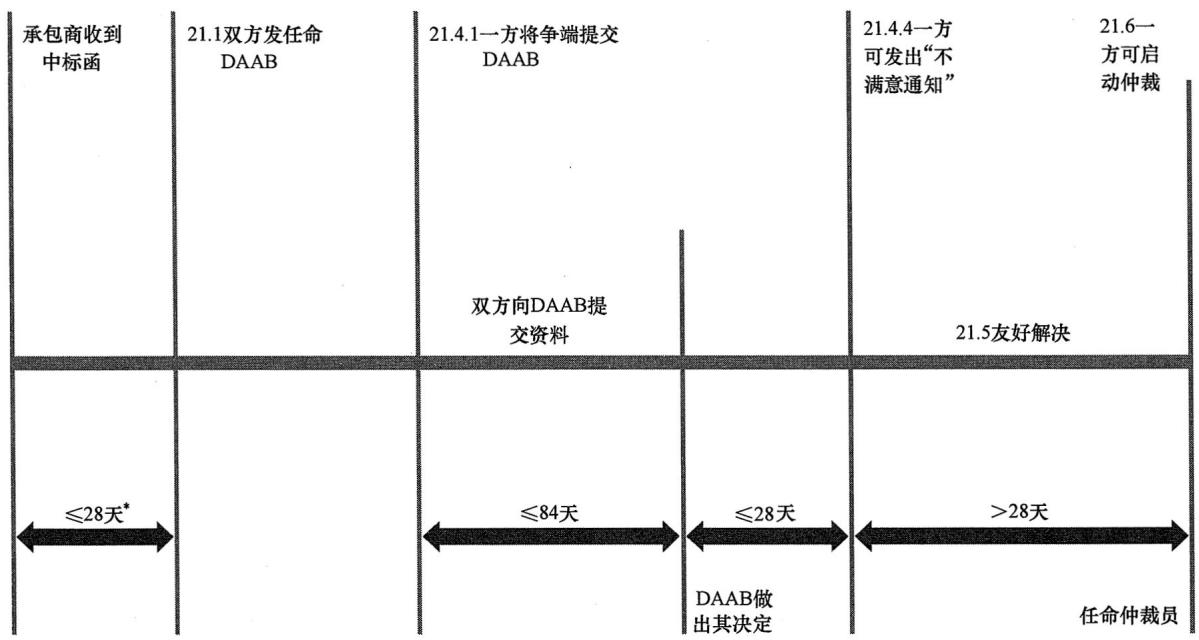 承包商收到
中标函
21.1双方发任命
DAAB
21.4.1一方将争端提交
DAAB
21.4.4一方
可发出“不
满意通知”
21.6一
方可启
动仲裁
双方向DAAB提
交资料
21.5友好解决
≤28天*
≤84天
≤28天
>28天
DAAB做
出其决定
任命仲裁员